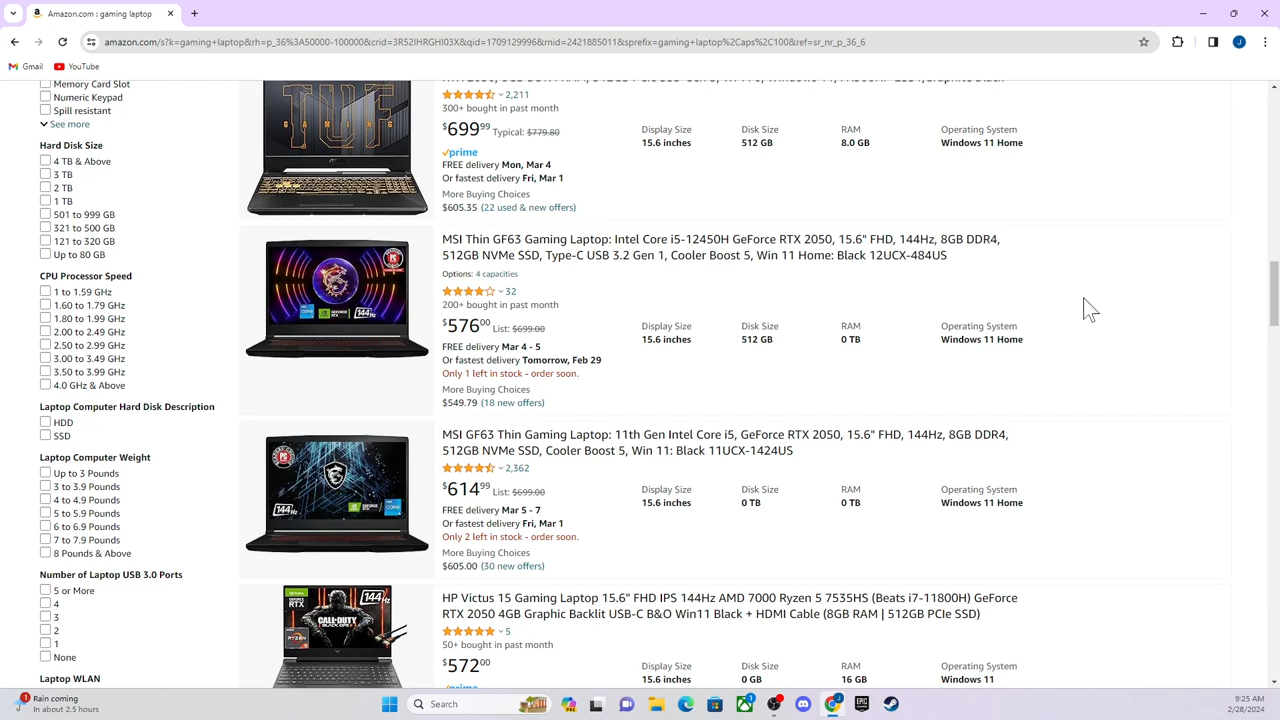 Amazon.com : gaming laptop
amazon.com/s?k=gaming+laptop&rh=p_36%3A50000-100000&crid=3R52IHRGHI03X&qid=1709129996&rnid=2421885011&sprefix=gaming+laptop%2Caps%2C100&ref=sr_nr_p_36_6
J
Gmail
YouTube
Memory Card Slot
Numeric Keypad
Spill resistant
See more
Hard Disk Size
4 TB & Above
3 TB
2 TB
1 TB
501 to 999 GB
321 to 500 GB
121 to 320 GB
Up to 80 GB
CPU Processor Speed
1 to 1.59 GHz
1.60 to 1.79 GHz
1.80 to 1.99 GHz
2.00 to 2.49 GHz
2.50 to 2.99 GHz
3.00 to 3.49 GHz
3.50 to 3.99 GHz
4.0 GHz & Above
Laptop Computer Hard Disk Description
HDD
SSD
Laptop Computer Weight
Up to 3 Pounds
3 to 3.9 Pounds
4 to 4.9 Pounds
5 to 5.9 Pounds
6 to 6.9 Pounds
7 to 7.9 Pounds
8 Pounds & Above
Number of Laptop USB 3.0 Ports
5 or More
4
3
2
1
None
Laptop WLAN
TUF
GAMING
2,211
300+ bought in past month
$699.99 Typical: $779.80
prime
FREE delivery Mon, Mar 4
Or fastest delivery Fri, Mar 1
More Buying Choices
$605.35 (22 used & new offers)
Display Size Disk Size RAM Operating System
15.6 inches 512 GB 8.0 GB Windows 11 Home
144Hz
MSI Thin GF63 Gaming Laptop: Intel Core i5-12450H GeForce RTX 2050, 15.6" FHD, 144Hz, 8GB DDR4,
512GB NVMe SSD, Type-C USB 3.2 Gen 1, Cooler Boost 5, Win 11 Home: Black 12UCX-484US
Options: 4 capacities
32
200+ bought in past month
$576.00 List: $699.00
FREE delivery Mar 4 - 5
Or fastest delivery Tomorrow, Feb 29
Only 1 left in stock - order soon.
More Buying Choices
$549.79 (18 new offers)
Display Size Disk Size RAM Operating System
15.6 inches 512 GB 0 TB Windows 11 Home
144Hz
MSI GF63 Thin Gaming Laptop: 11th Gen Intel Core i5, GeForce RTX 2050, 15.6" FHD, 144Hz, 8GB DDR4,
512GB NVMe SSD, Cooler Boost 5, Win 11: Black 11UCX-1424US
2,362
$614.99 List: $699.00
FREE delivery Mar 5 - 7
Or fastest delivery Fri, Mar 1
Only 2 left in stock - order soon.
More Buying Choices
$605.00 (30 new offers)
Display Size Disk Size RAM Operating System
15.6 inches 0 TB 0 TB Windows 11 Home
RTX
144Hz
CALL·DUTY
RYZEN
HP Victus 15 Gaming Laptop 15.6" FHD IPS 144Hz AMD 7000 Ryzen 5 7535HS (Beats i7-11800H) GeForce
RTX 2050 4GB Graphic Backlit USB-C B&O Win11 Black + HDMI Cable (8GB RAM | 512GB PCIe SSD)
5
50+ bought in past month
$572.00
Display Size Disk Size RAM Operating System
15.6 inches 0 GB 16 GB Windows 11
1
Rain coming
In about 2.5 hours
Search
1
EPIC
9:25 AM
2/28/2024